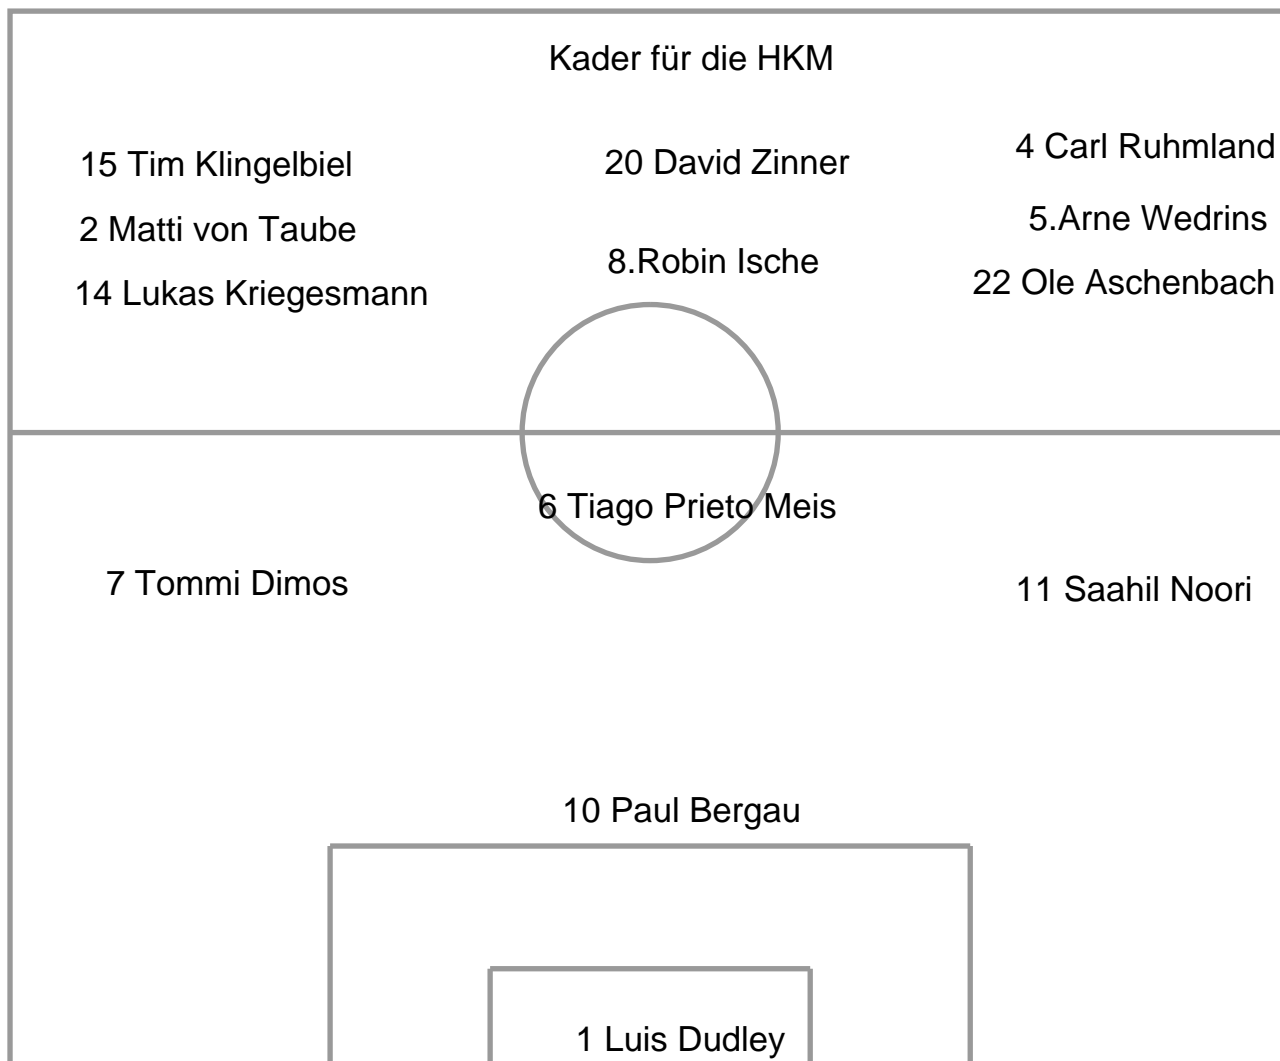 Kader für die HKM
15 Tim Klingelbiel
20 David Zinner
4 Carl Ruhmland
2 Matti von Taube
5.Arne Wedrins
8.Robin Ische
14 Lukas Kriegesmann
22 Ole Aschenbach
6 Tiago Prieto Meis
7 Tommi Dimos
11 Saahil Noori
10 Paul Bergau
1 Luis Dudley